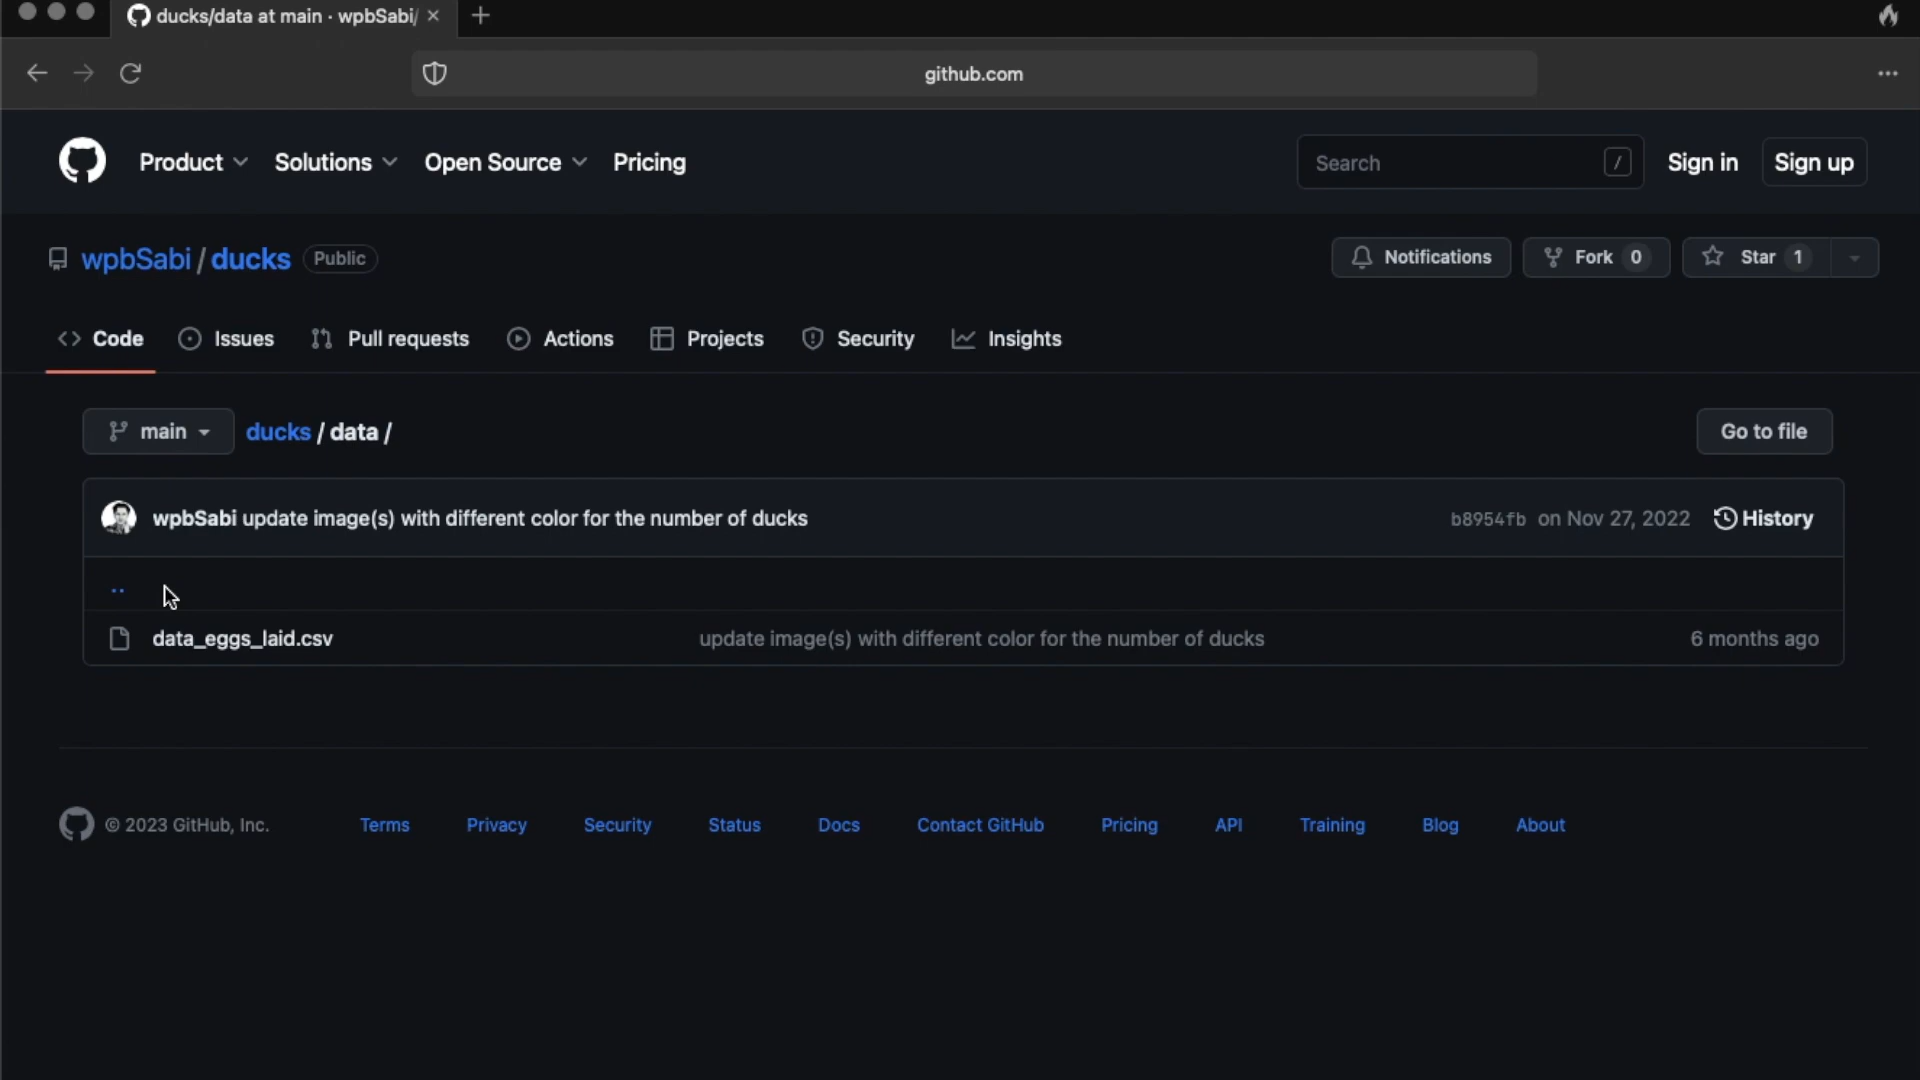 ducks/data at main · wpbSabi/
github.com
Product Solutions Open Source Pricing Search / Sign in Sign up
wpbSabi / ducks Public Notifications Fork 0 Star 1
Code Issues Pull requests Actions Projects Security Insights
main ducks / data / Go to file
wpbSabi update image(s) with different color for the number of ducks b8954fb on Nov 27, 2022 History
..
data_eggs_laid.csv update image(s) with different color for the number of ducks 6 months ago
© 2023 GitHub, Inc. Terms Privacy Security Status Docs Contact GitHub Pricing API Training Blog About